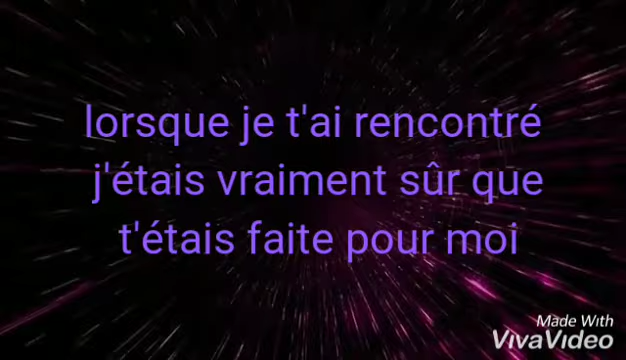 lorsque je t'ai rencontré
j'étais vraiment sûr que
t'étais faite pour moi
Made With
VivaVideo